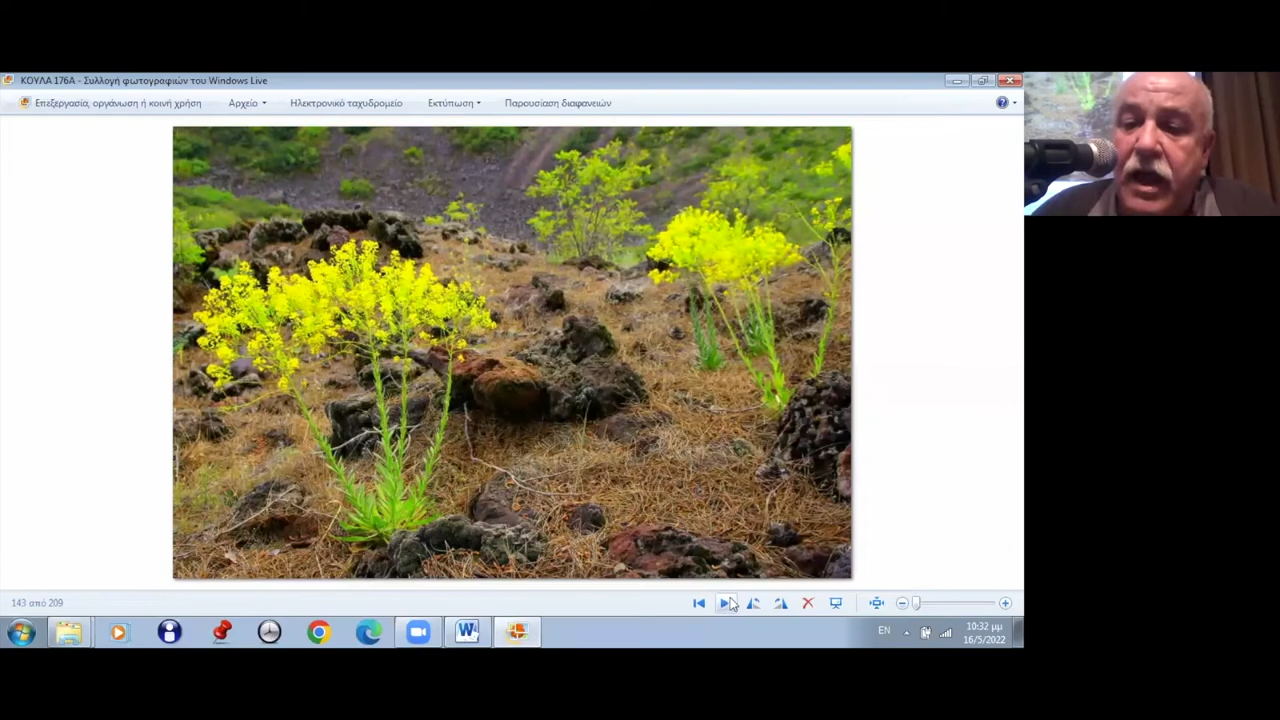 ΚΟΥΛΑ 176Α - Συλλογή φωτογραφιών του Windows Live
Επεξεργασία, οργάνωση ή κοινή χρήση Αρχείο Ηλεκτρονικό ταχυδρομείο Εκτύπωση Παρουσίαση διαφανειών
143 από 209
EN
10:32 μμ
16/5/2022